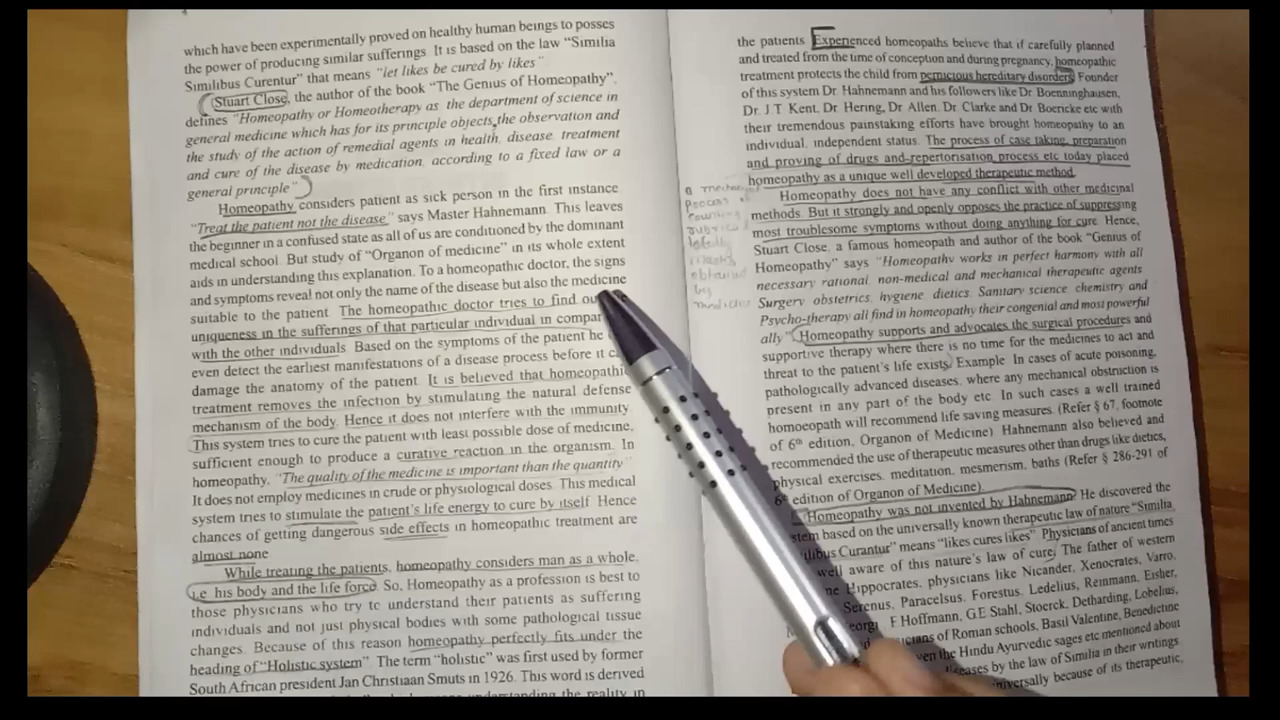 which have been experimentally proved on healthy human beings to posses
the power of producing similar sufferings. It is based on the law "Similia
Similibus Curentur" that means "let likes be cured by likes"
Stuart Close, the author of the book "The Genius of Homeopathy",
defines "Homeopathy or Homeotherapy as the department of science in
general medicine which has for its principle objects, the observation and
the study of the action of remedial agents in health, disease, treatment
and cure of the disease by medication, according to a fixed law or a
general principle"
Homeopathy considers patient as sick person in the first instance
"Treat the patient not the disease," says Master Hahnemann. This leaves
the beginner in a confused state as all of us are conditioned by the dominant
medical school. But study of "Organon of medicine" in its whole extent
aids in understanding this explanation. To a homeopathic doctor, the signs
and symptoms reveal not only the name of the disease but also the medicine
suitable to the patient. The homeopathic doctor tries to find
uniqueness in the sufferings of that particular individual in
with the other individuals. Based on the symptoms of the patient he
even detect the earliest manifestations of a disease process before it
damage the anatomy of the patient. It is believed that homeopathic
treatment removes the infection by stimulating the natural defense
mechanism of the body. Hence it does not interfere with the immunity
This system tries to cure the patient with least possible dose of medicine,
sufficient enough to produce a curative reaction in the organism. In
homeopathy, "The quality of the medicine is important than the quantity"
It does not employ medicines in crude or physiological doses. This medical
system tries to stimulate the patient's life energy to cure by itself. Hence
chances of getting dangerous side effects in homeopathic treatment are
almost none
While treating the patients, homeopathy considers man as a whole,
i.e his body and the life force. So, Homeopathy as a profession is best to
those physicians who try to understand their patients as suffering
individuals and not just physical bodies with some pathological tissue
changes. Because of this reason homeopathy perfectly fits under the
heading of "Holistic system". The term "holistic" was first used by former
South African president Jan Christiaan Smuts in 1926. This word is derived
understanding the reality in
the patients. Experienced homeopaths believe that if carefully planned
and treated from the time of conception and during pregnancy, homeopathic
treatment protects the child from pernicious hereditary disorders. Founder
of this system Dr. Hahnemann and his followers like Dr Boenninghausen,
Dr. J.T. Kent, Dr. Hering, Dr Allen, Dr. Clarke and Dr Boericke etc with
their tremendous painstaking efforts have brought homeopathy to an
individual, independent status. The process of case taking, preparation
and proving of drugs and repertorisation process etc today placed
homeopathy as a unique well developed therapeutic method.
Homeopathy does not have any conflict with other medicinal
methods. But it strongly and openly opposes the practice of suppressing
most troublesome symptoms without doing anything for cure. Hence,
Stuart Close, a famous homeopath and author of the book "Genius of
Homeopathy" says "Homeopathy works in perfect harmony with all
necessary rational, non-medical and mechanical therapeutic agents
Surgery obstetrics, hygiene, dietics, Sanitary science, chemistry and
Psycho-therapy all find in homeopathy their congenial and most powerful
ally" Homeopathy supports and advocates the surgical procedures and
supportive therapy where there is no time for the medicines to act and
threat to the patient's life exists. Example. In cases of acute poisoning,
pathologically advanced diseases, where any mechanical obstruction is
present in any part of the body etc. In such cases a well trained
homoeopath will recommend life saving measures. (Refer § 67, footnote
of 6th edition, Organon of Medicine) Hahnemann also believed and
recommended the use of therapeutic measures other than drugs like dietics,
physical exercises, meditation, mesmerism, baths (Refer § 286-291 of
6th edition of Organon of Medicine).
Homeopathy was not invented by Hahnemann. He discovered the
based on the universally known therapeutic law of nature "Similia
Curantur" means "likes cures likes" Physicians of ancient times
well aware of this nature's law of cure, The father of western
Hippocrates, physicians like Nicander, Xenocrates, Varro,
Serenus, Paracelsus, Forestus, Ledelius, Reinmann, Eisher,
F Hoffmann, G.E Stahl, Stoerck, Detharding, Lobelius,
of Roman schools, Basil Valentine, Benedictine
the Hindu Ayurvedic sages etc mentioned about
by the law of Similia in their writings.
because of its therapeutic,
a
process
by